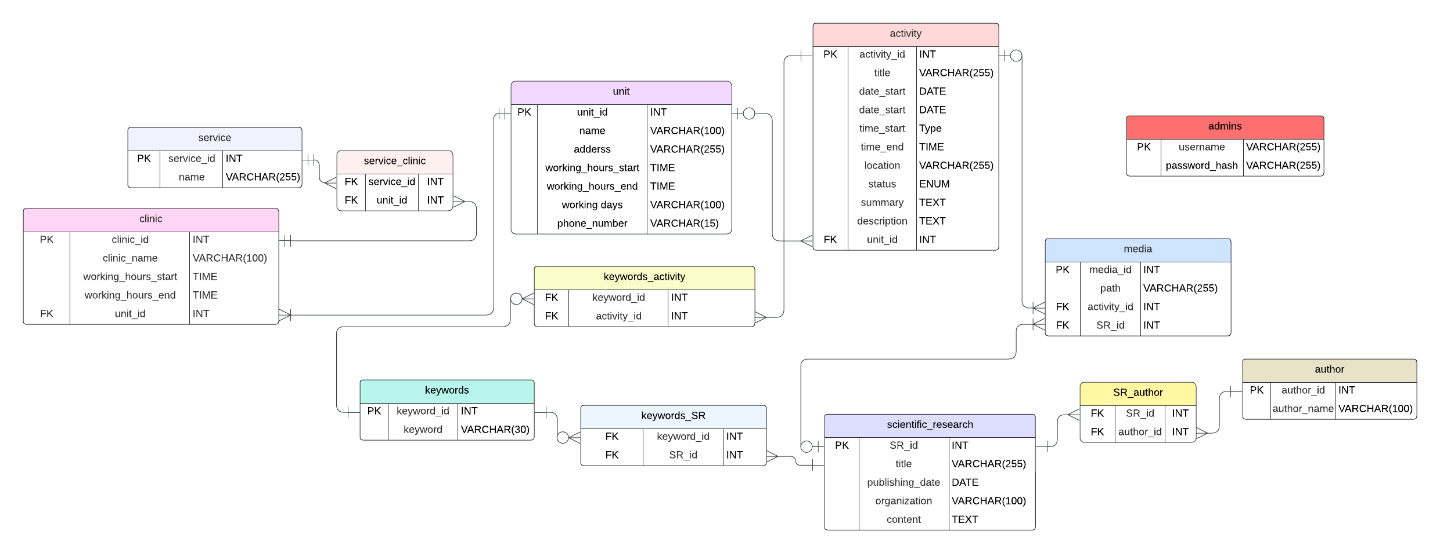 activity
PK activity_id INT
title VARCHAR(255)
date_start DATE
date_start DATE
time_start Type
time_end TIME
location VARCHAR(255)
status ENUM
summary TEXT
description TEXT
FK unit_id INT
unit
PK unit_id INT
name VARCHAR(100)
adderss VARCHAR(255)
working_hours_start TIME
working_hours_end TIME
working days VARCHAR(100)
phone_number VARCHAR(15)
admins
PK username VARCHAR(255)
password_hash VARCHAR(255)
service
PK service_id INT
name VARCHAR(255)
service_clinic
FK service_id INT
FK unit_id INT
clinic
PK clinic_id INT
clinic_name VARCHAR(100)
working_hours_start TIME
working_hours_end TIME
FK unit_id INT
media
PK media_id INT
path VARCHAR(255)
FK activity_id INT
FK SR_id INT
keywords_activity
FK keyword_id INT
FK activity_id INT
author
PK author_id INT
author_name VARCHAR(100)
keywords
PK keyword_id INT
keyword VARCHAR(30)
SR_author
FK SR_id INT
FK author_id INT
keywords_SR
FK keyword_id INT
FK SR_id INT
scientific_research
PK SR_id INT
title VARCHAR(255)
publishing_date DATE
organization VARCHAR(100)
content TEXT